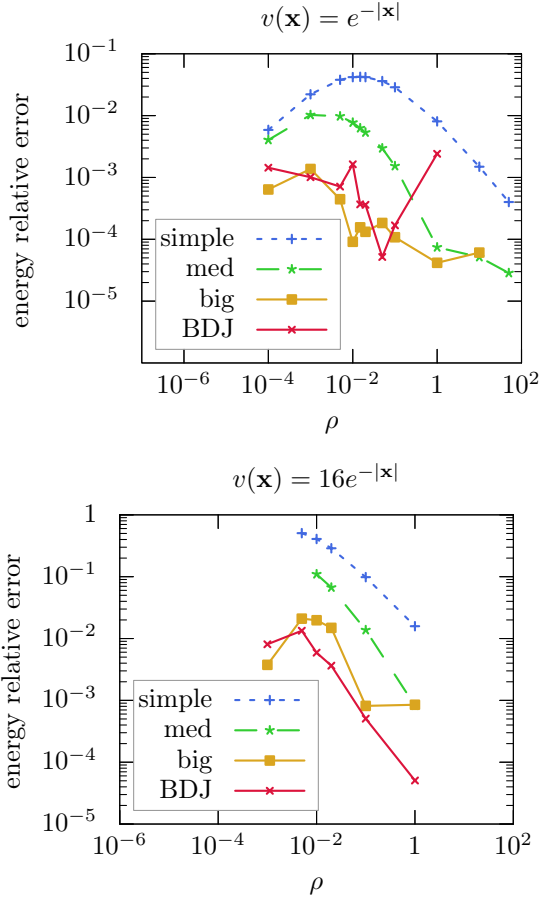 v(x) = e^{-|x|}
energy relative error
10^{-1}
10^{-2}
10^{-3}
10^{-4}
10^{-5}
simple
med
big
BDJ
10^{-6} 10^{-4} 10^{-2} 1 10^2
ρ
v(x) = 16e^{-|x|}
energy relative error
1
10^{-1}
10^{-2}
10^{-3}
10^{-4}
10^{-5}
simple
med
big
BDJ
10^{-6} 10^{-4} 10^{-2} 1 10^2
ρ